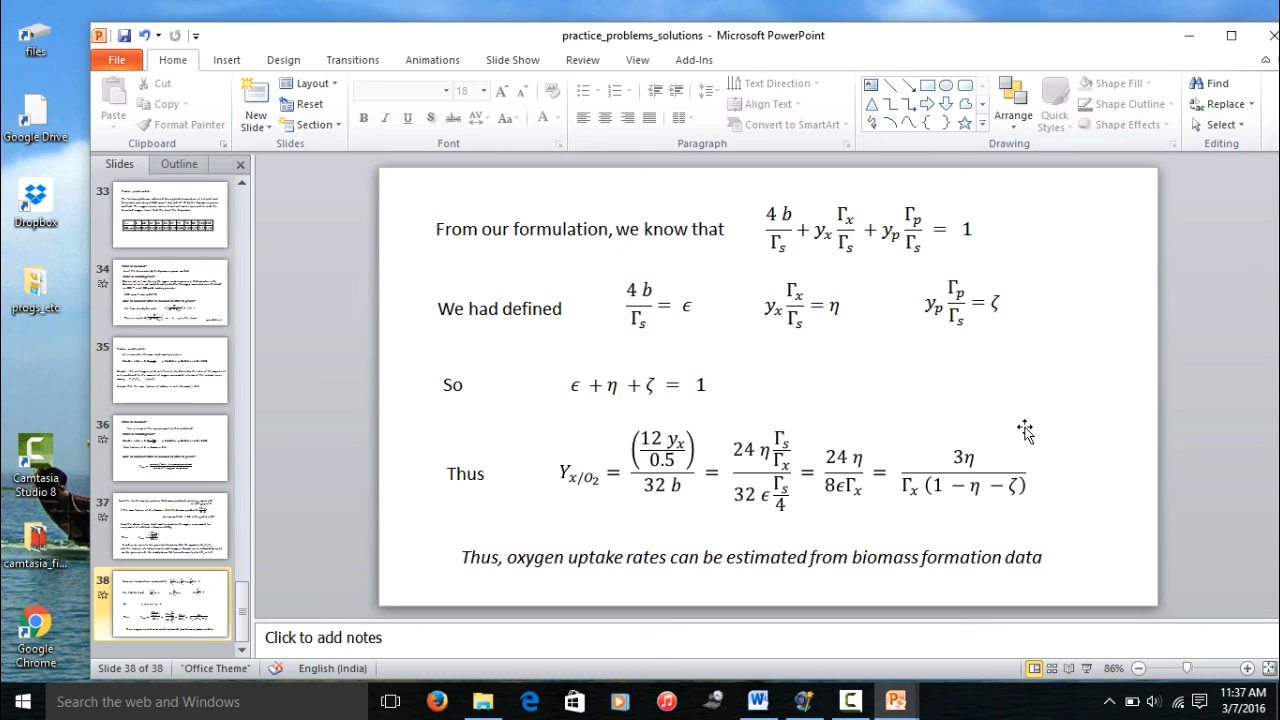 files
Google Drive
Dropbox
progs_etc
Camtasia
Studio 8
camtasia_fi...
Google
Chrome
practice_problems_solutions - Microsoft PowerPoint
File Home Insert Design Transitions Animations Slide Show Review View Add-Ins
Paste
Cut
Copy
Format Painter
Clipboard
New
Slide
Layout
Reset
Section
Slides
18
Font
Text Direction
Align Text
Convert to SmartArt
Paragraph
Arrange
Quick
Styles
Shape Fill
Shape Outline
Shape Effects
Drawing
Find
Replace
Select
Editing
Slides Outline
33
34
35
36
37
38
From our formulation, we know that 4 b / Γs + yx Γx / Γs + yp Γp / Γs = 1
We had defined 4 b / Γs = ϵ yx Γx / Γs = η yp Γp / Γs = ζ
So ϵ + η + ζ = 1
Thus Yx/O2 = (12 yx / 0.5) / 32 b = 24 η Γs / Γx / 32 ϵ Γs / 4 = 24 η / 8ϵΓx = 3η / Γx (1 − η − ζ)
Thus, oxygen uptake rates can be estimated from biomass formation data
Click to add notes
Slide 38 of 38 "Office Theme" English (India) 86%
Search the web and Windows
11:37 AM
3/7/2016